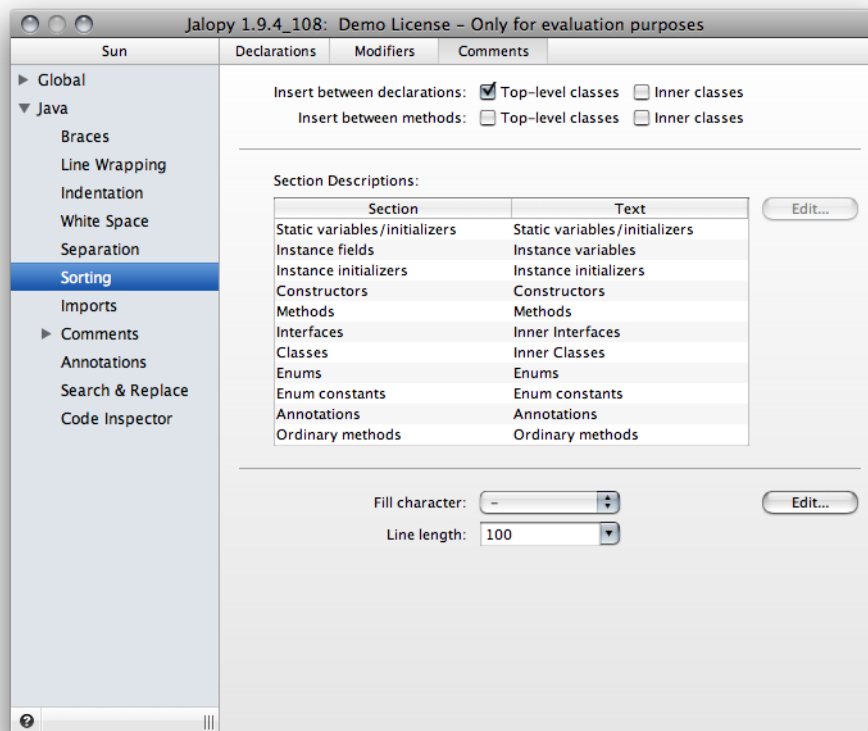 Jalopy 1.9.4_108: Demo License – Only for evaluation purposes
Sun
Declarations Modifiers Comments
Global
Java
Braces
Line Wrapping
Indentation
White Space
Separation
Sorting
Imports
Comments
Annotations
Search & Replace
Code Inspector
Insert between declarations: Top-level classes Inner classes
Insert between methods: Top-level classes Inner classes
Section Descriptions:
Section Text
Static variables/initializers Static variables/initializers
Instance fields Instance variables
Instance initializers Instance initializers
Constructors Constructors
Methods Methods
Interfaces Inner Interfaces
Classes Inner Classes
Enums Enums
Enum constants Enum constants
Annotations Annotations
Ordinary methods Ordinary methods
Edit...
Fill character: - Edit...
Line length: 100
?